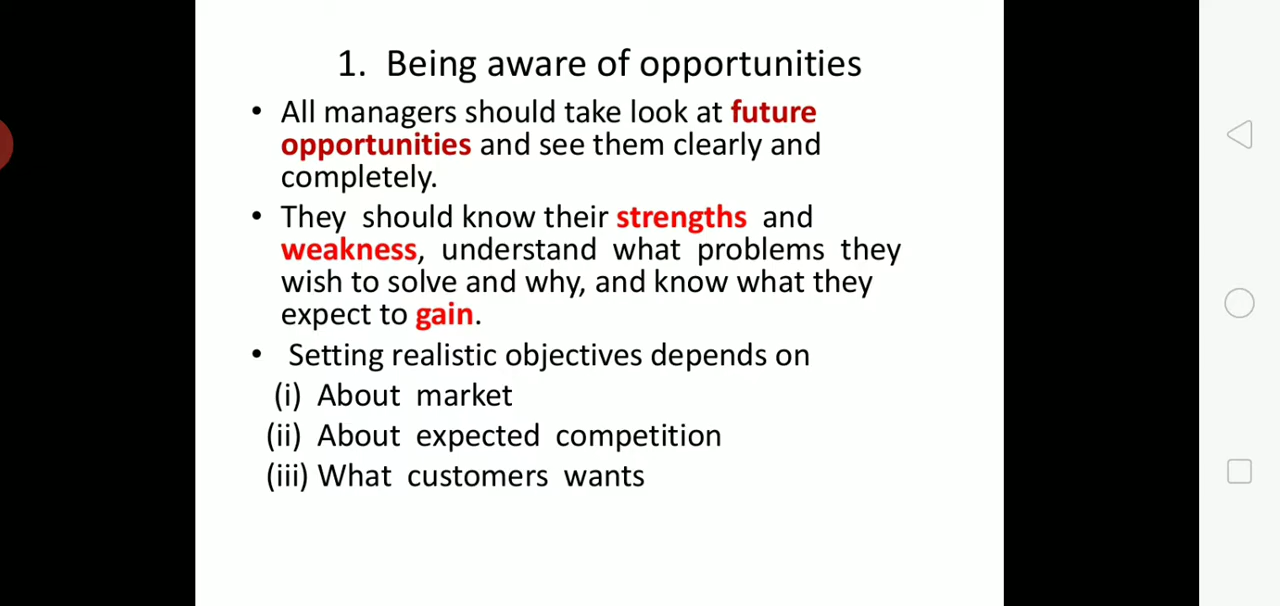 1. Being aware of opportunities
• All managers should take look at future
opportunities and see them clearly and
completely.
• They should know their strengths and
weakness, understand what problems they
wish to solve and why, and know what they
expect to gain.
• Setting realistic objectives depends on
(i) About market
(ii) About expected competition
(iii) What customers wants